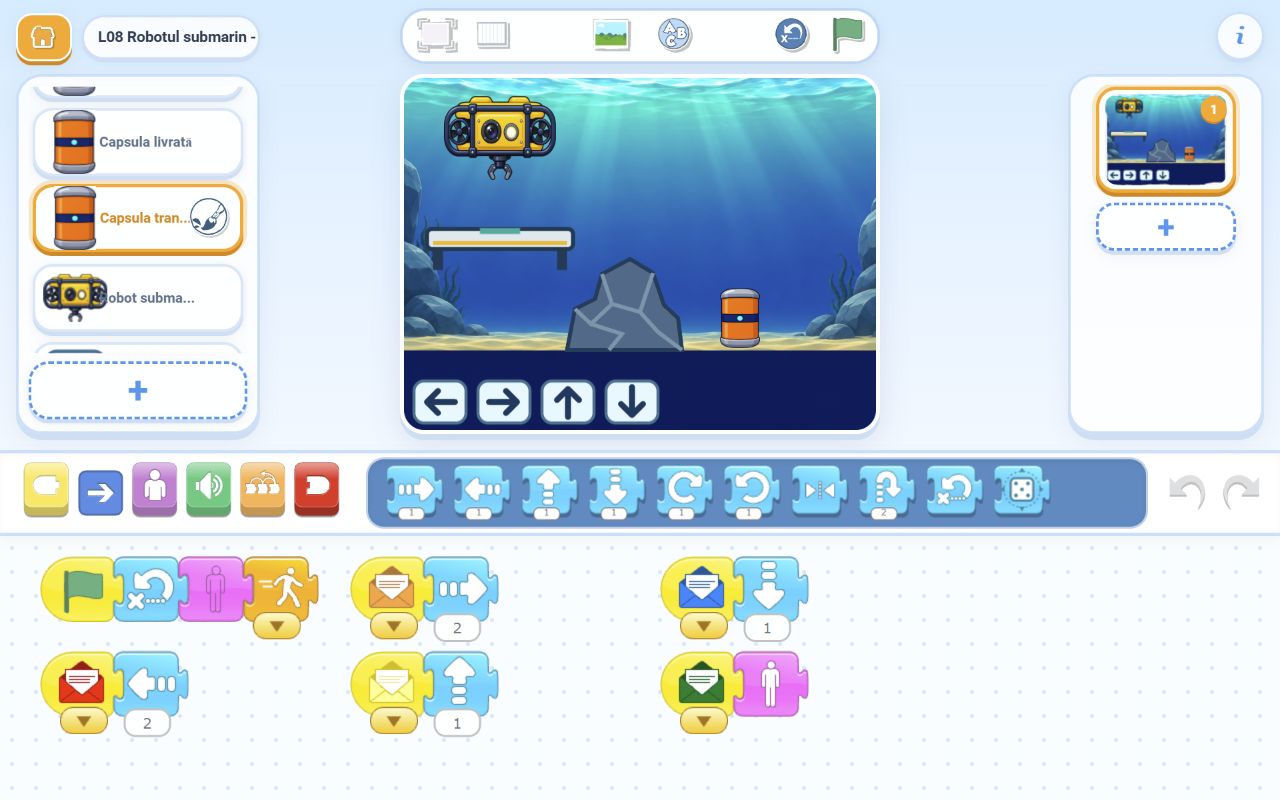 L08 Robotul submarin -
A
B
C
i
Capsula livrată
Capsula tran...
Robot subma...
+
1
+
1
1
1
1
1
1
2
2
1
2
1